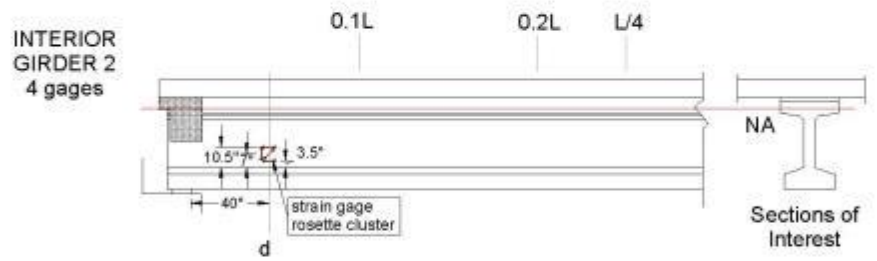 0.1L
0.2L
L/4
INTERIOR
GIRDER 2
4 gages
NA
10.5"
7"
3.5"
40"
strain gage
rosette cluster
d
Sections of
Interest